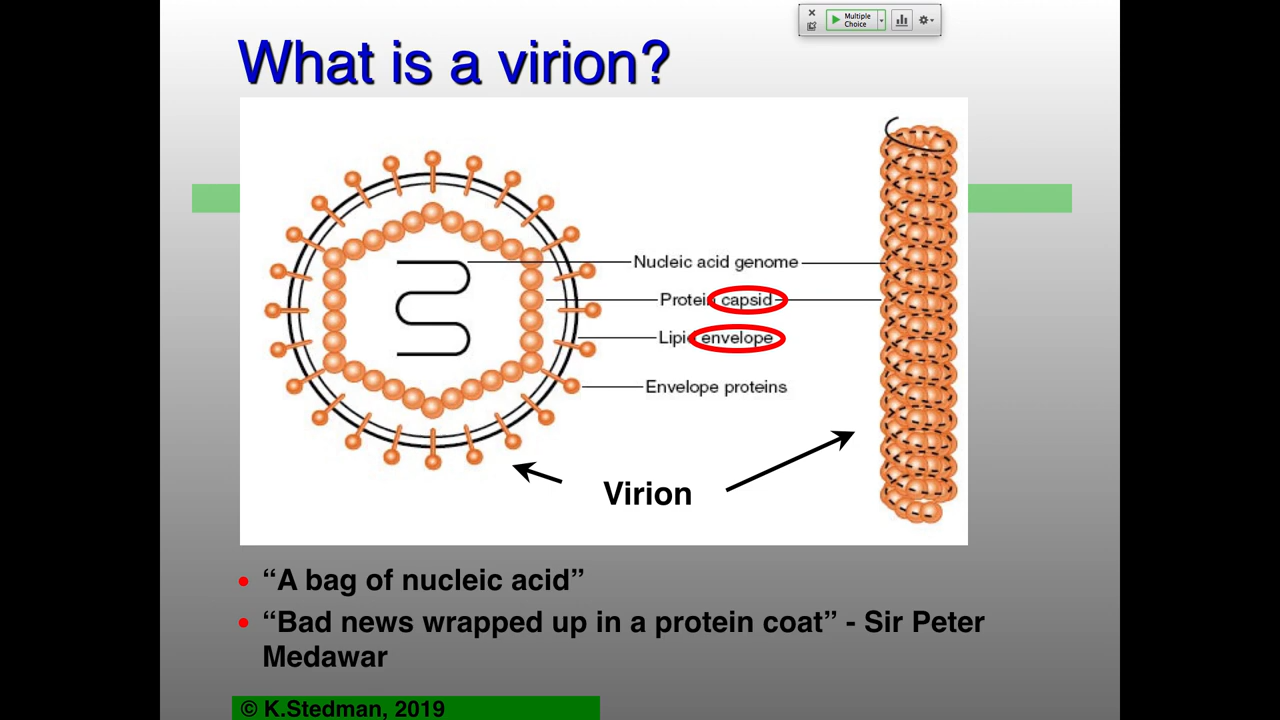 Multiple
Choice
What is a virion?
Nucleic acid genome
Protein capsid
Lipid envelope
Envelope proteins
Virion
“A bag of nucleic acid”
“Bad news wrapped up in a protein coat” - Sir Peter
Medawar
© K.Stedman, 2019